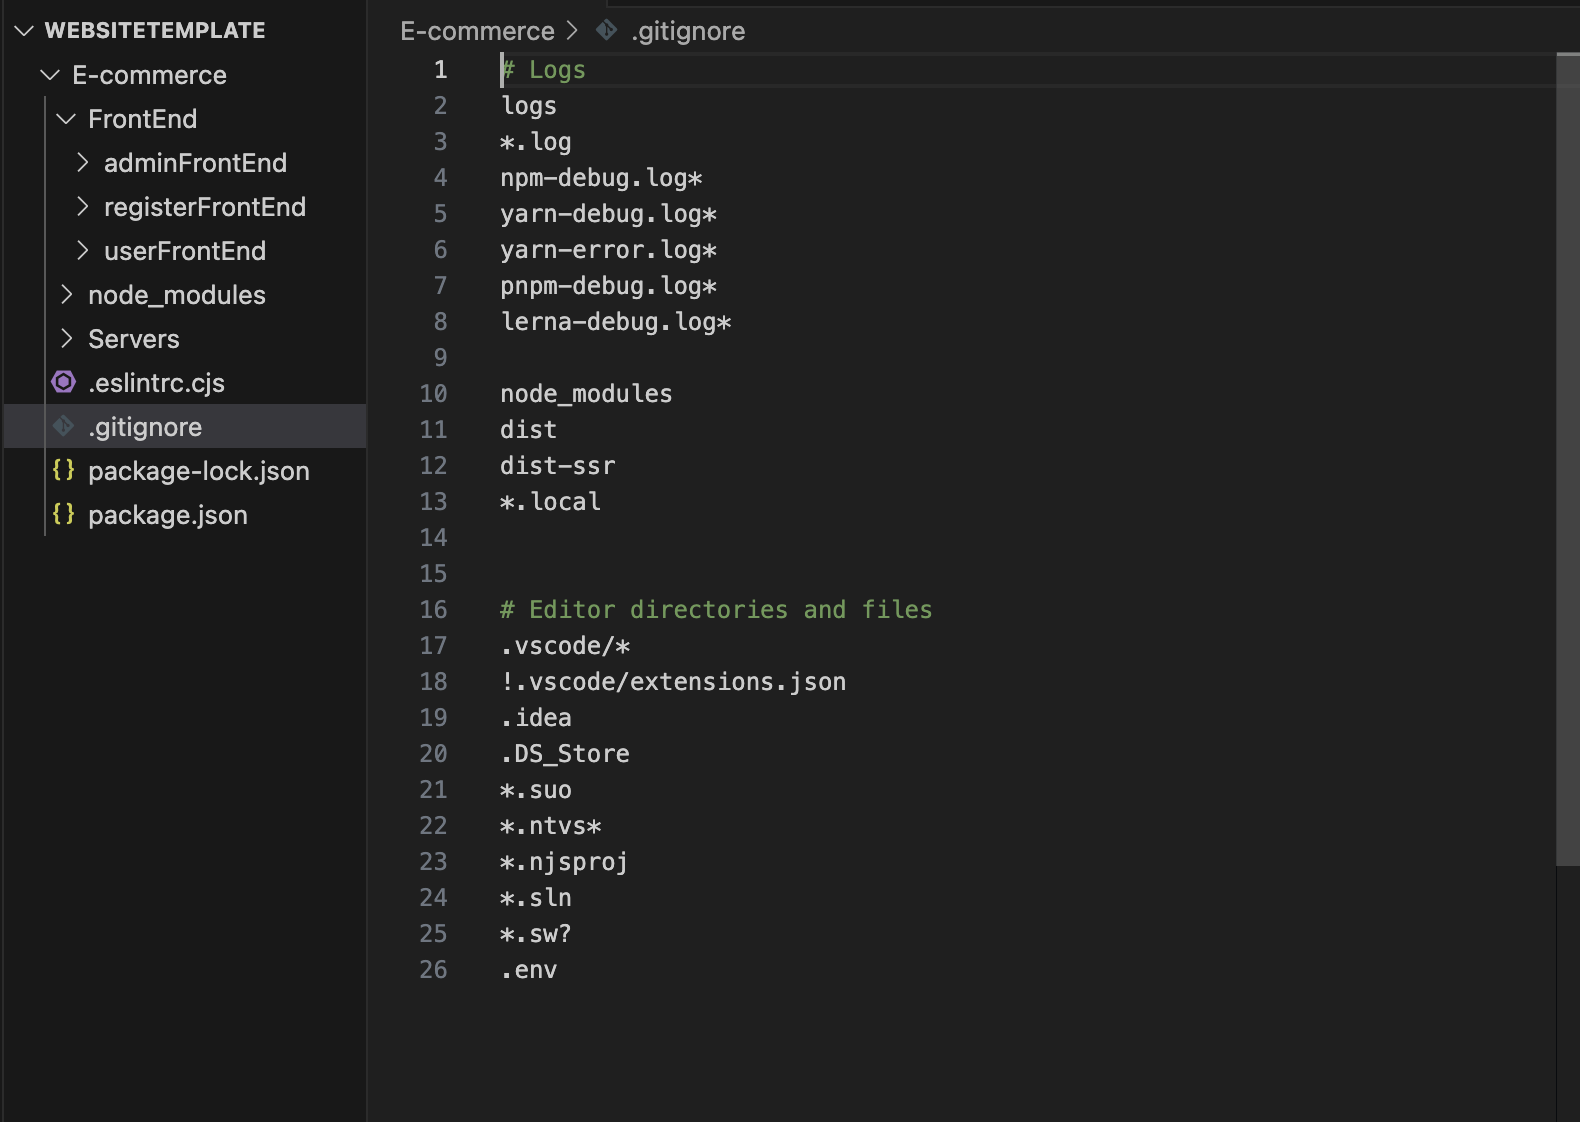 WEBSITETEMPLATE
E-commerce
FrontEnd
adminFrontEnd
registerFrontEnd
userFrontEnd
node_modules
Servers
.eslintrc.cjs
.gitignore
package-lock.json
package.json
E-commerce > .gitignore
1 # Logs
2 logs
3 *.log
4 npm-debug.log*
5 yarn-debug.log*
6 yarn-error.log*
7 pnpm-debug.log*
8 lerna-debug.log*
9
10 node_modules
11 dist
12 dist-ssr
13 *.local
14
15
16 # Editor directories and files
17 .vscode/*
18 !.vscode/extensions.json
19 .idea
20 .DS_Store
21 *.suo
22 *.ntvs*
23 *.njsproj
24 *.sln
25 *.sw?
26 .env